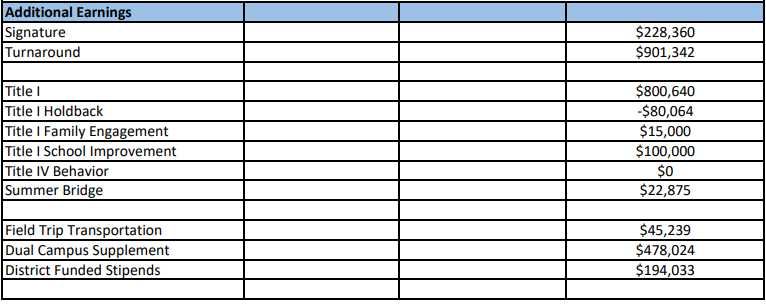 Additional Earnings
Signature $228,360
Turnaround $901,342
Title I $800,640
Title I Holdback -$80,064
Title I Family Engagement $15,000
Title I School Improvement $100,000
Title IV Behavior $0
Summer Bridge $22,875
Field Trip Transportation $45,239
Dual Campus Supplement $478,024
District Funded Stipends $194,033